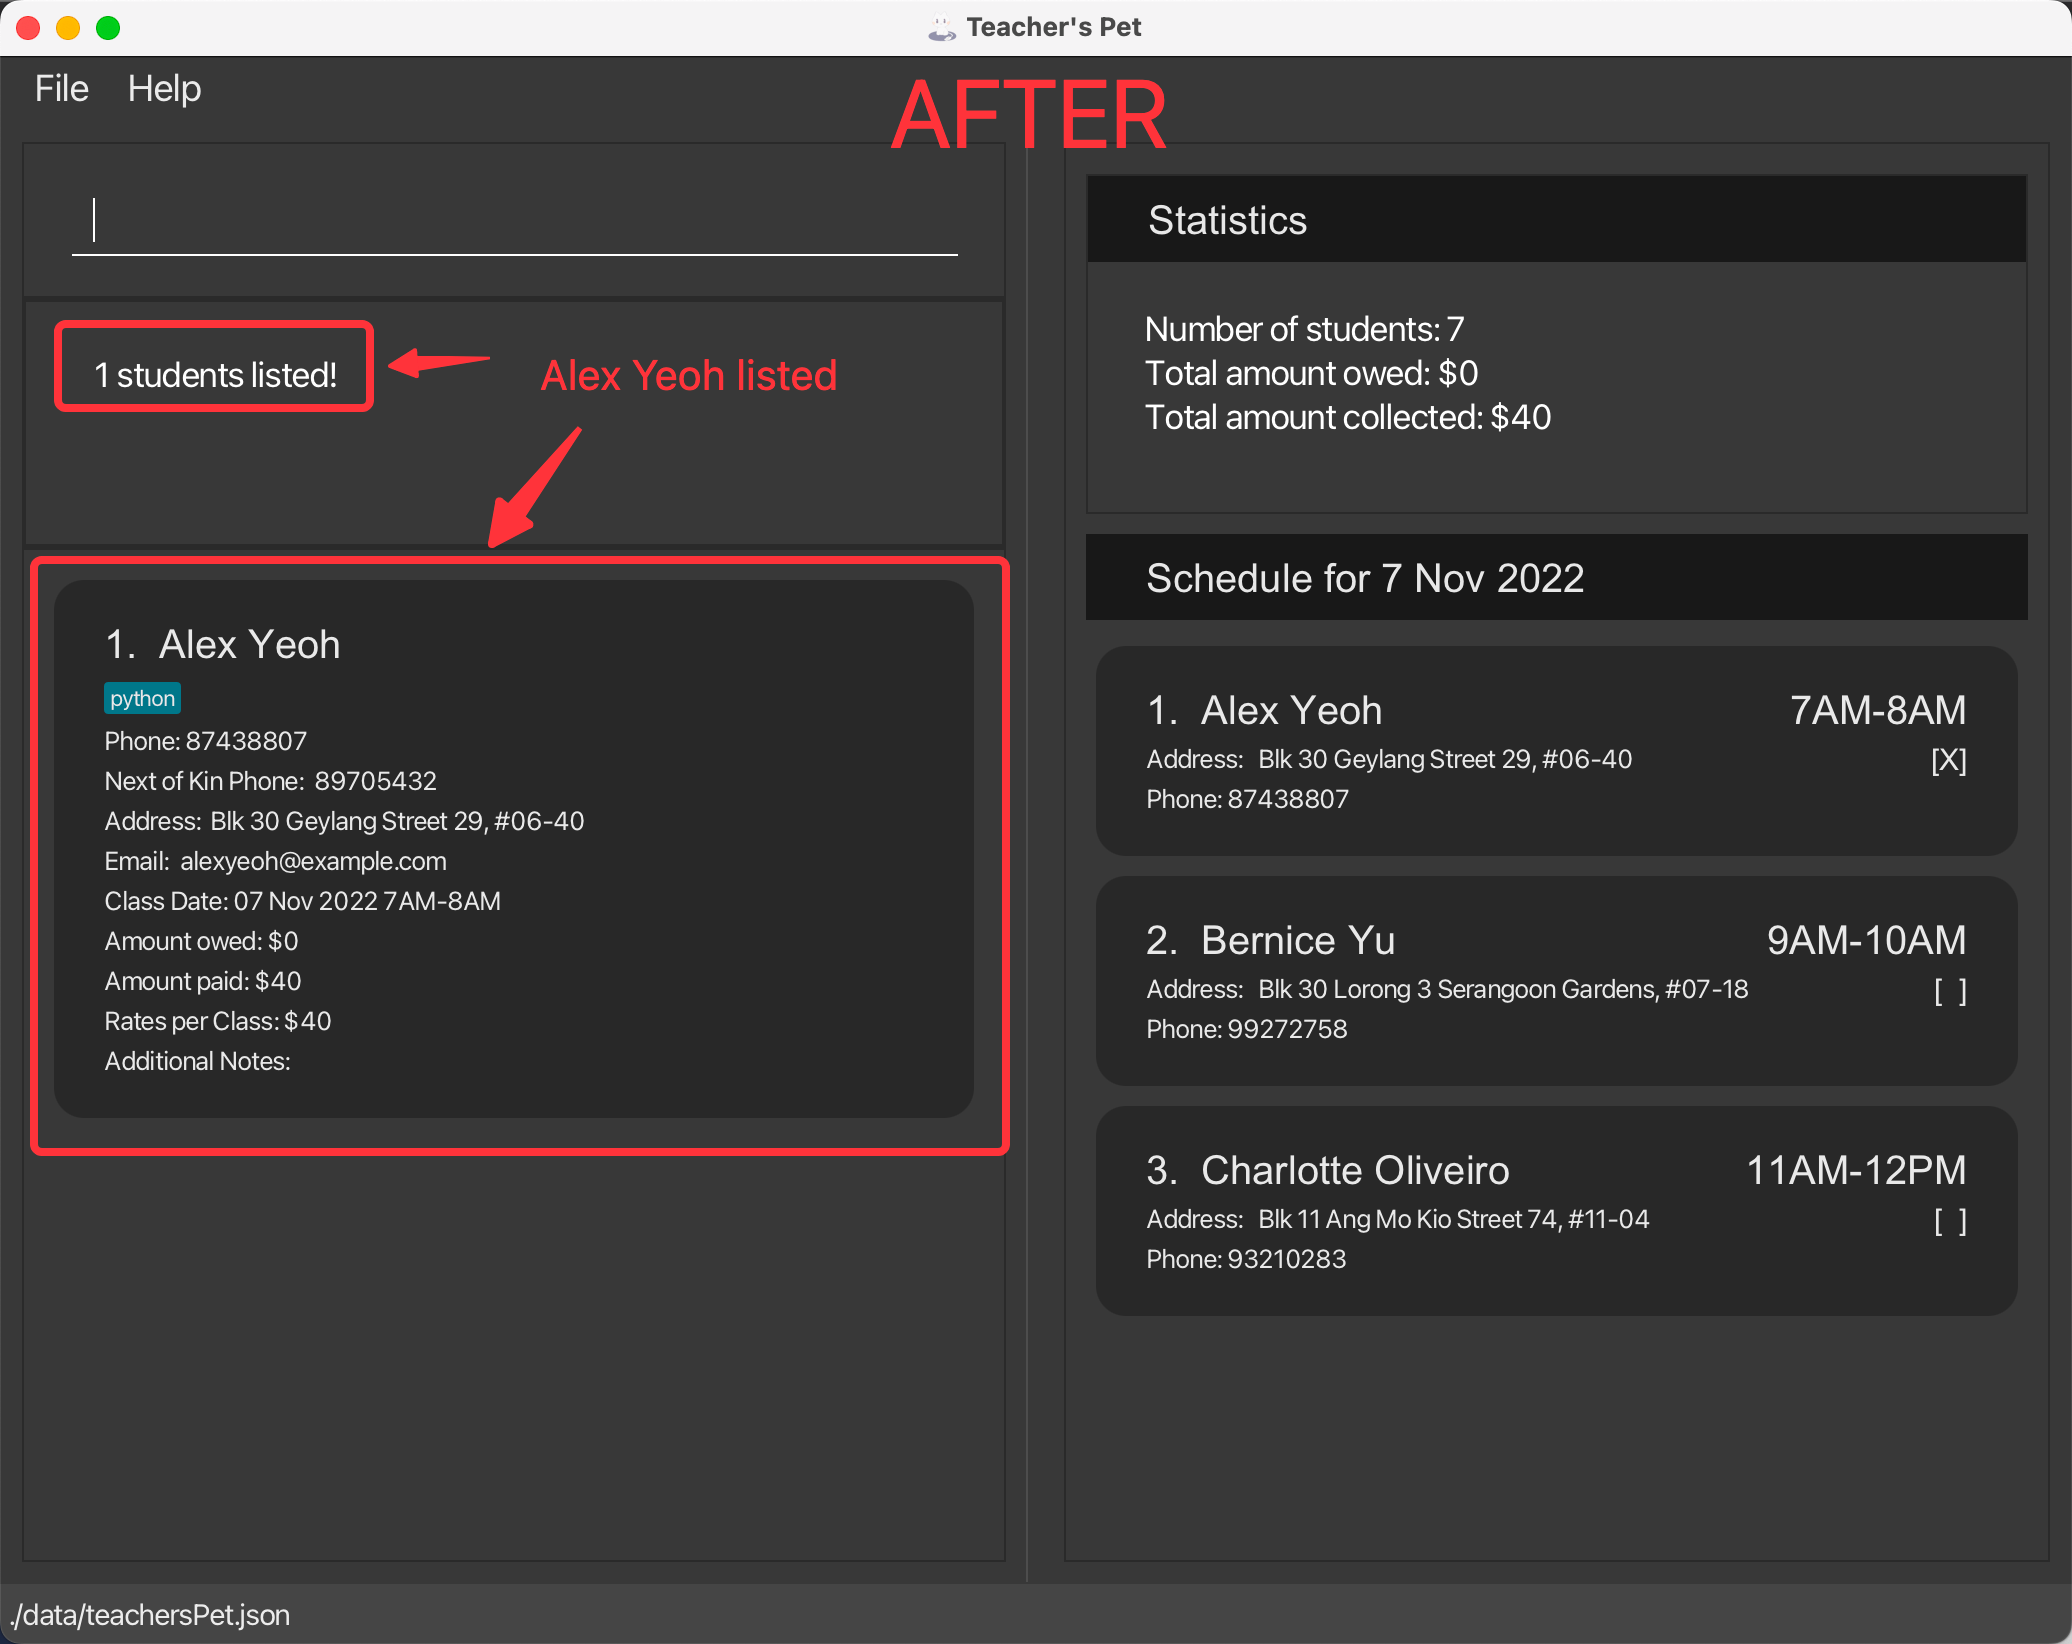 Teacher's Pet
File Help
AFTER
1 students listed!
Alex Yeoh listed
1. Alex Yeoh
python
Phone: 87438807
Next of Kin Phone: 89705432
Address: Blk 30 Geylang Street 29, #06-40
Email: alexyeoh@example.com
Class Date: 07 Nov 2022 7AM-8AM
Amount owed: $0
Amount paid: $40
Rates per Class: $40
Additional Notes:
Statistics
Number of students: 7
Total amount owed: $0
Total amount collected: $40
Schedule for 7 Nov 2022
1. Alex Yeoh 7AM-8AM
Address: Blk 30 Geylang Street 29, #06-40 [X]
Phone: 87438807
2. Bernice Yu 9AM-10AM
Address: Blk 30 Lorong 3 Serangoon Gardens, #07-18 [ ]
Phone: 99272758
3. Charlotte Oliveiro 11AM-12PM
Address: Blk 11 Ang Mo Kio Street 74, #11-04 [ ]
Phone: 93210283
./data/teachersPet.json